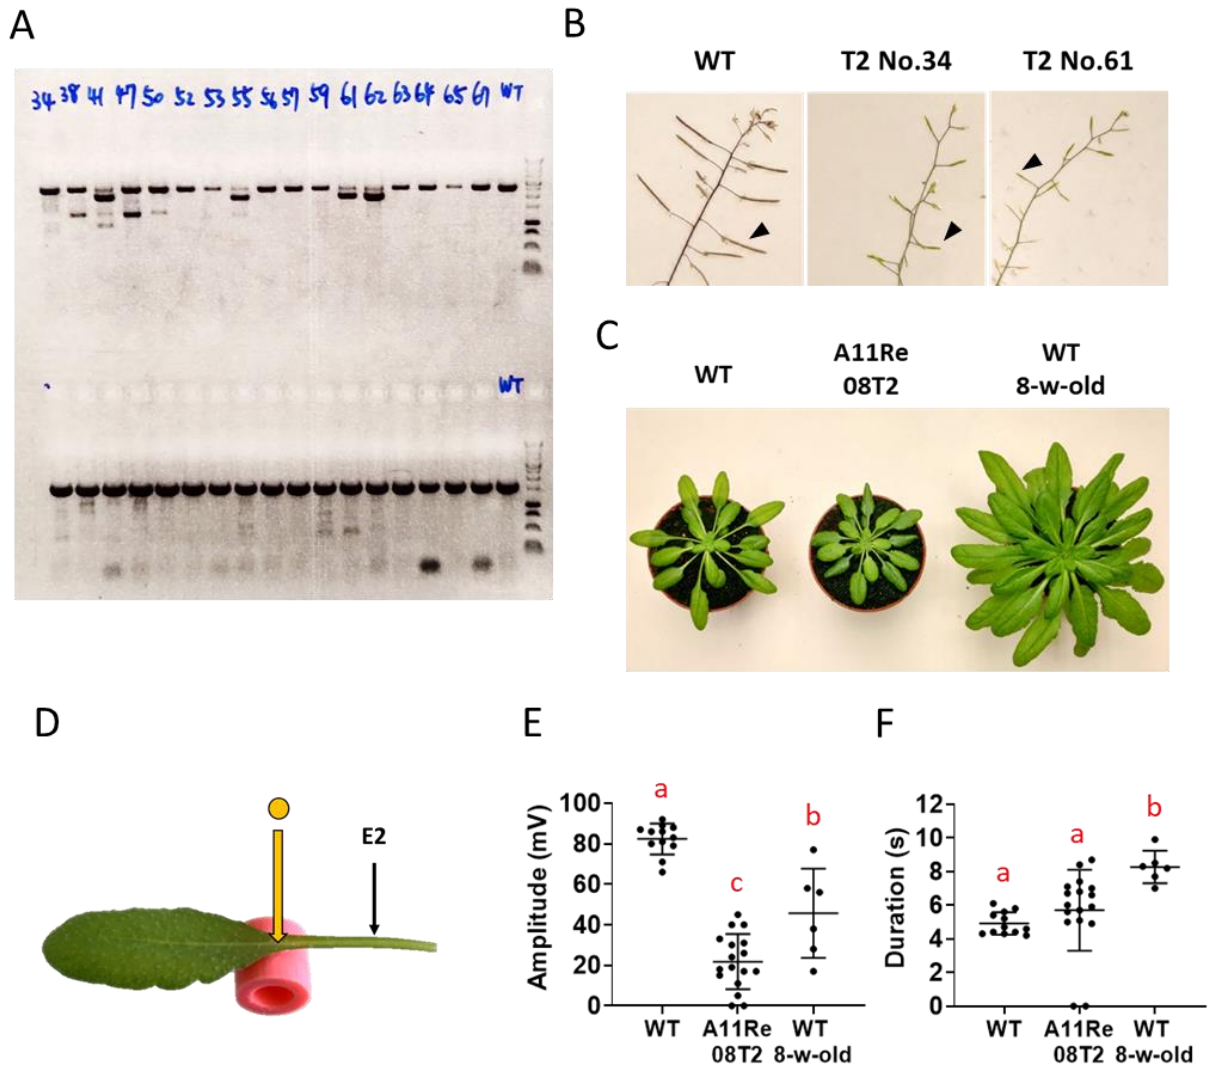 A
34 38 41 47 50 52 53 55 56 57 59 61 62 63 64 65 67 WT
WT
B
WT T2 No.34 T2 No.61
C
WT
A11Re
08T2
WT
8-w-old
D
E2
E
Amplitude (mV)
100
80
60
40
20
0
a
c
b
WT
A11Re
08T2
WT
8-w-old
F
Duration (s)
12
10
8
6
4
2
0
a
a
b
WT
A11Re
08T2
WT
8-w-old